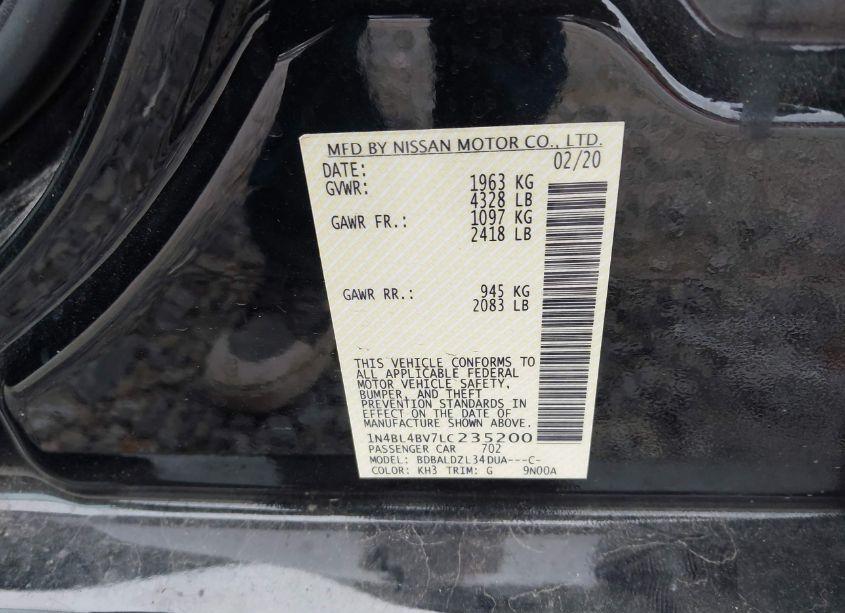 MFD BY NISSAN MOTOR CO., LTD.
DATE: 02/20
GVWR: 1963 KG
4328 LB
GAWR FR.: 1097 KG
2418 LB
GAWR RR.: 945 KG
2083 LB
THIS VEHICLE CONFORMS TO
ALL APPLICABLE FEDERAL
MOTOR VEHICLE SAFETY,
BUMPER, AND THEFT
PREVENTION STANDARDS IN
EFFECT ON THE DATE OF
MANUFACTURE SHOWN ABOVE.
1N4BL4BV7LC235200
PASSENGER CAR 702
MODEL: BDBALDZL34DUA---C-
COLOR: KH3 TRIM: G 9N00A